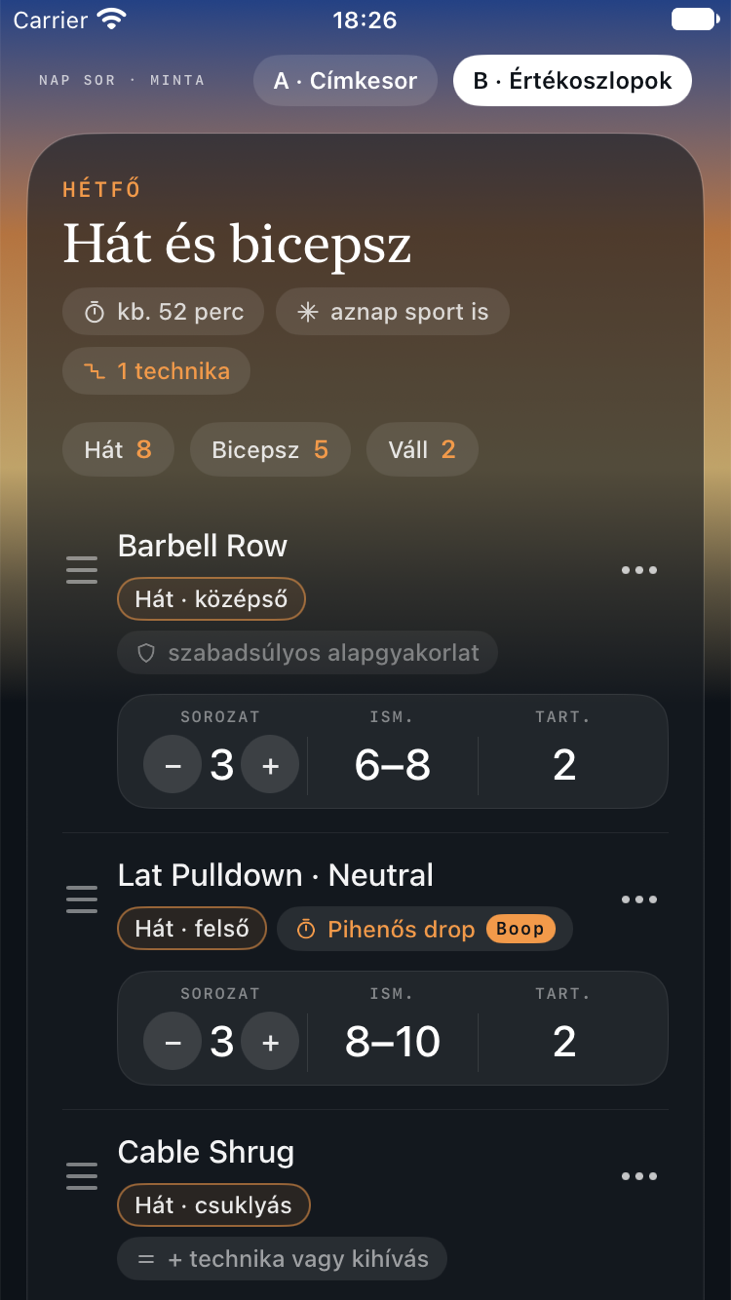 Carrier 18:26
NAP SOR · MINTA A · Címkesor B · Értékoszlopok
HÉTFŐ
Hát és bicepsz
kb. 52 perc aznap sport is
1 technika
Hát 8 Bicepsz 5 Váll 2
Barbell Row
Hát · középső
szabadsúlyos alapgyakorlat
SOROZAT ISM. TART.
− 3 + 6–8 2
Lat Pulldown · Neutral
Hát · felső Pihenős drop Boop
SOROZAT ISM. TART.
− 3 + 8–10 2
Cable Shrug
Hát · csuklyás
+ technika vagy kihívás